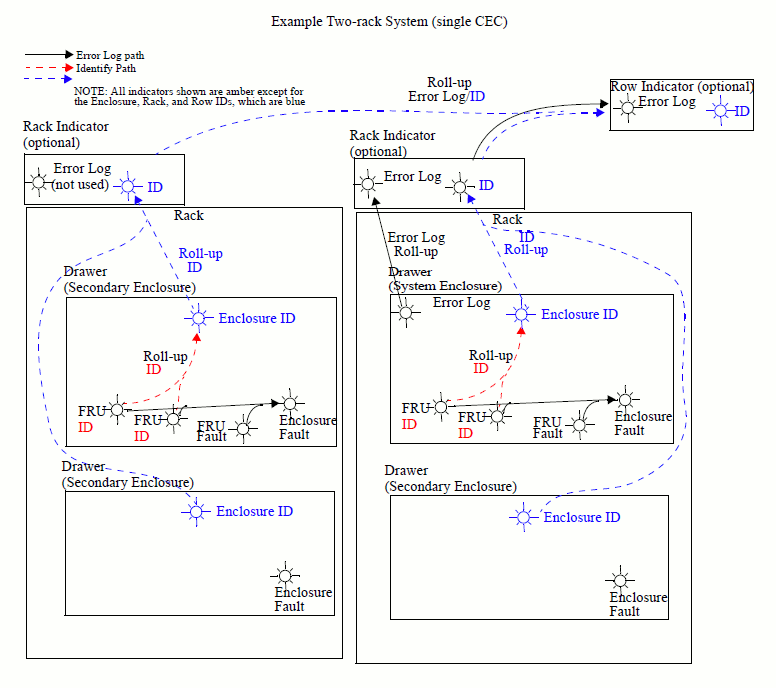 Example Two-rack System (single CEC)
Error Log path
Identify Path
NOTE: All indicators shown are amber except for
the Enclosure, Rack, and Row IDs, which are blue
Roll-up
Error Log/ID
Row Indicator (optional)
Error Log
ID
Rack Indicator
(optional)
Error Log
(not used)
ID
Rack
Roll-up
ID
Drawer
(Secondary Enclosure)
Enclosure ID
Roll-up
ID
FRU
ID
FRU
ID
FRU
Fault
Enclosure
Fault
Drawer
(Secondary Enclosure)
Enclosure ID
Enclosure
Fault
Rack Indicator
(optional)
Error Log
ID
Rack
Error Log
Roll-up
ID
Roll-up
Drawer
(System Enclosure)
Error Log
Enclosure ID
Roll-up
ID
FRU
ID
FRU
ID
FRU
Fault
Enclosure
Fault
Drawer
(Secondary Enclosure)
Enclosure ID
Enclosure
Fault